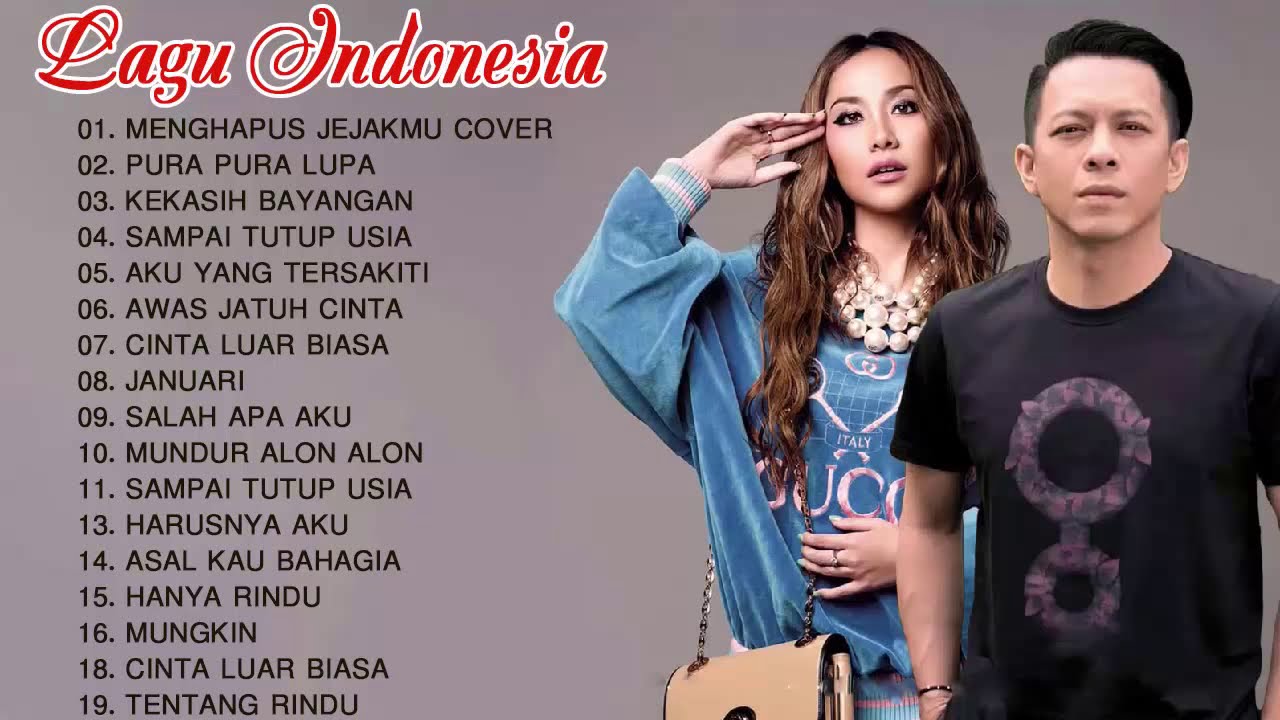 Lagu Indonesia
01. MENGHAPUS JEJAKMU COVER
02. PURA PURA LUPA
03. KEKASIH BAYANGAN
04. SAMPAI TUTUP USIA
05. AKU YANG TERSAKITI
06. AWAS JATUH CINTA
07. CINTA LUAR BIASA
08. JANUARI
09. SALAH APA AKU
10. MUNDUR ALON ALON
11. SAMPAI TUTUP USIA
13. HARUSNYA AKU
14. ASAL KAU BAHAGIA
15. HANYA RINDU
16. MUNGKIN
18. CINTA LUAR BIASA
19. TENTANG RINDU
ITALY
GUCCI